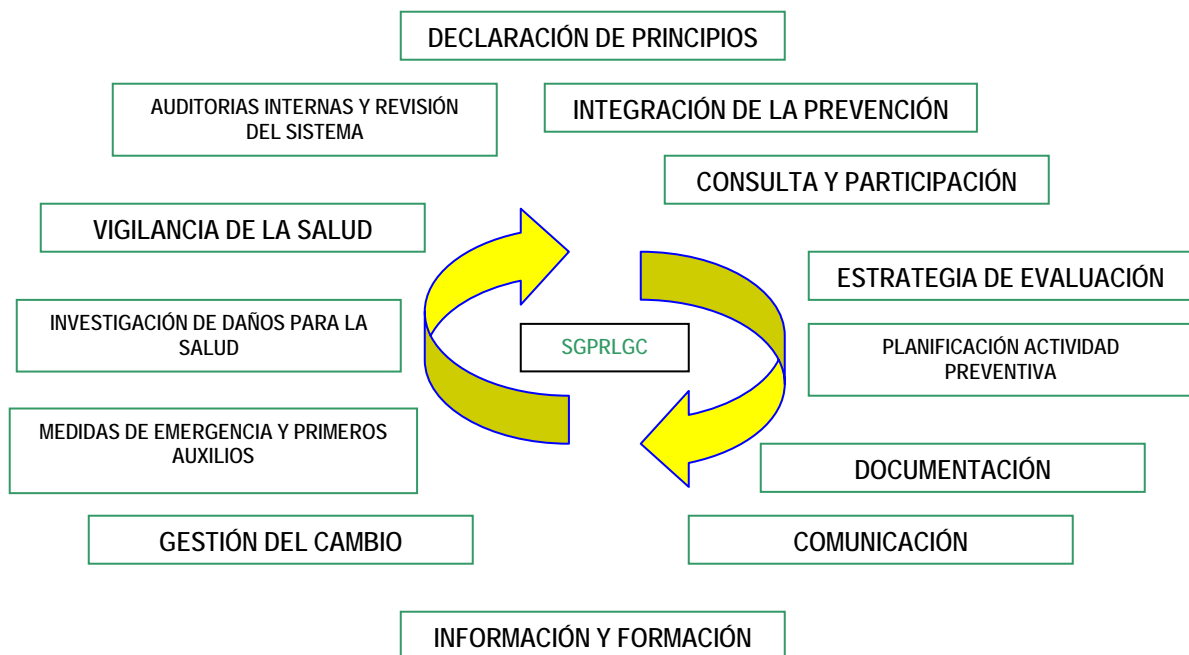 DECLARACIÓN DE PRINCIPIOS
AUDITORIAS INTERNAS Y REVISIÓN
DEL SISTEMA
INTEGRACIÓN DE LA PREVENCIÓN
CONSULTA Y PARTICIPACIÓN
VIGILANCIA DE LA SALUD
ESTRATEGIA DE EVALUACIÓN
INVESTIGACIÓN DE DAÑOS PARA LA
SALUD
SGPRLGC
PLANIFICACIÓN ACTIVIDAD
PREVENTIVA
MEDIDAS DE EMERGENCIA Y PRIMEROS
AUXILIOS
DOCUMENTACIÓN
GESTIÓN DEL CAMBIO
COMUNICACIÓN
INFORMACIÓN Y FORMACIÓN